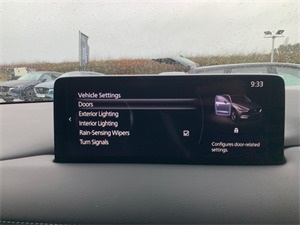 9:33
Vehicle Settings
Doors
Exterior Lighting
Interior Lighting
Rain-Sensing Wipers
Turn Signals
Configures door-related
settings.